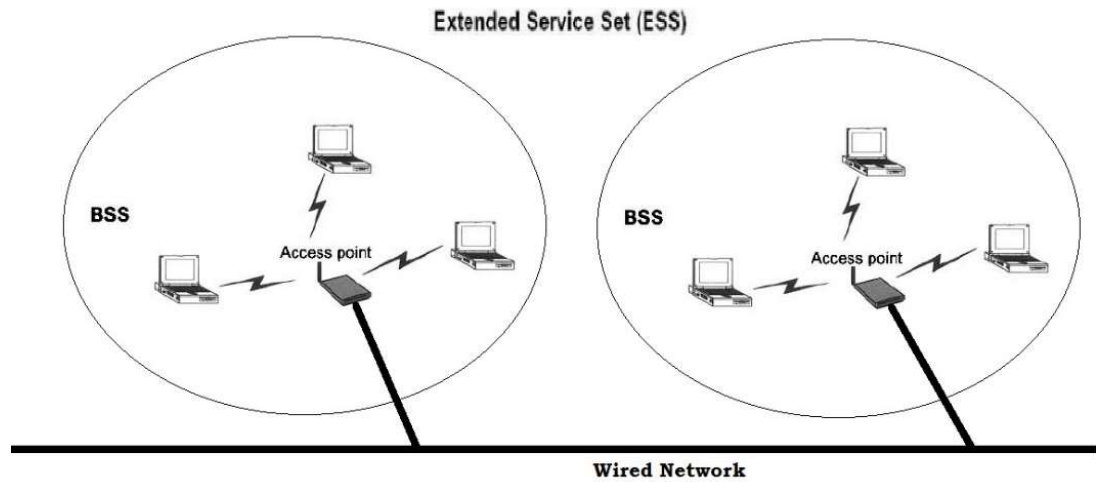 Extended Service Set (ESS)
BSS
Access point
BSS
Access point
Wired Network